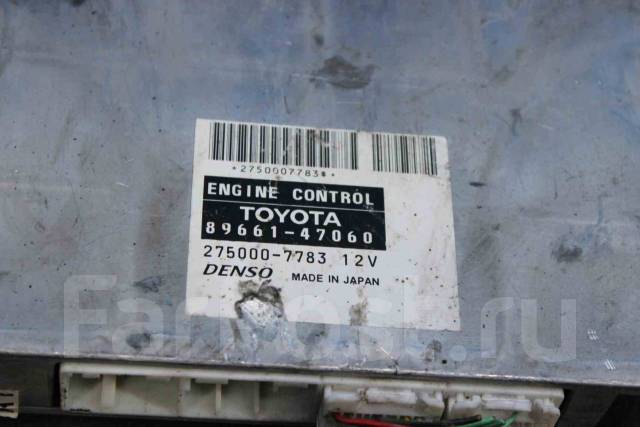 *2750007783*
ENGINE CONTROL
TOYOTA
89661-47060
275000-7783 12V
DENSO MADE IN JAPAN
FarPost.ru